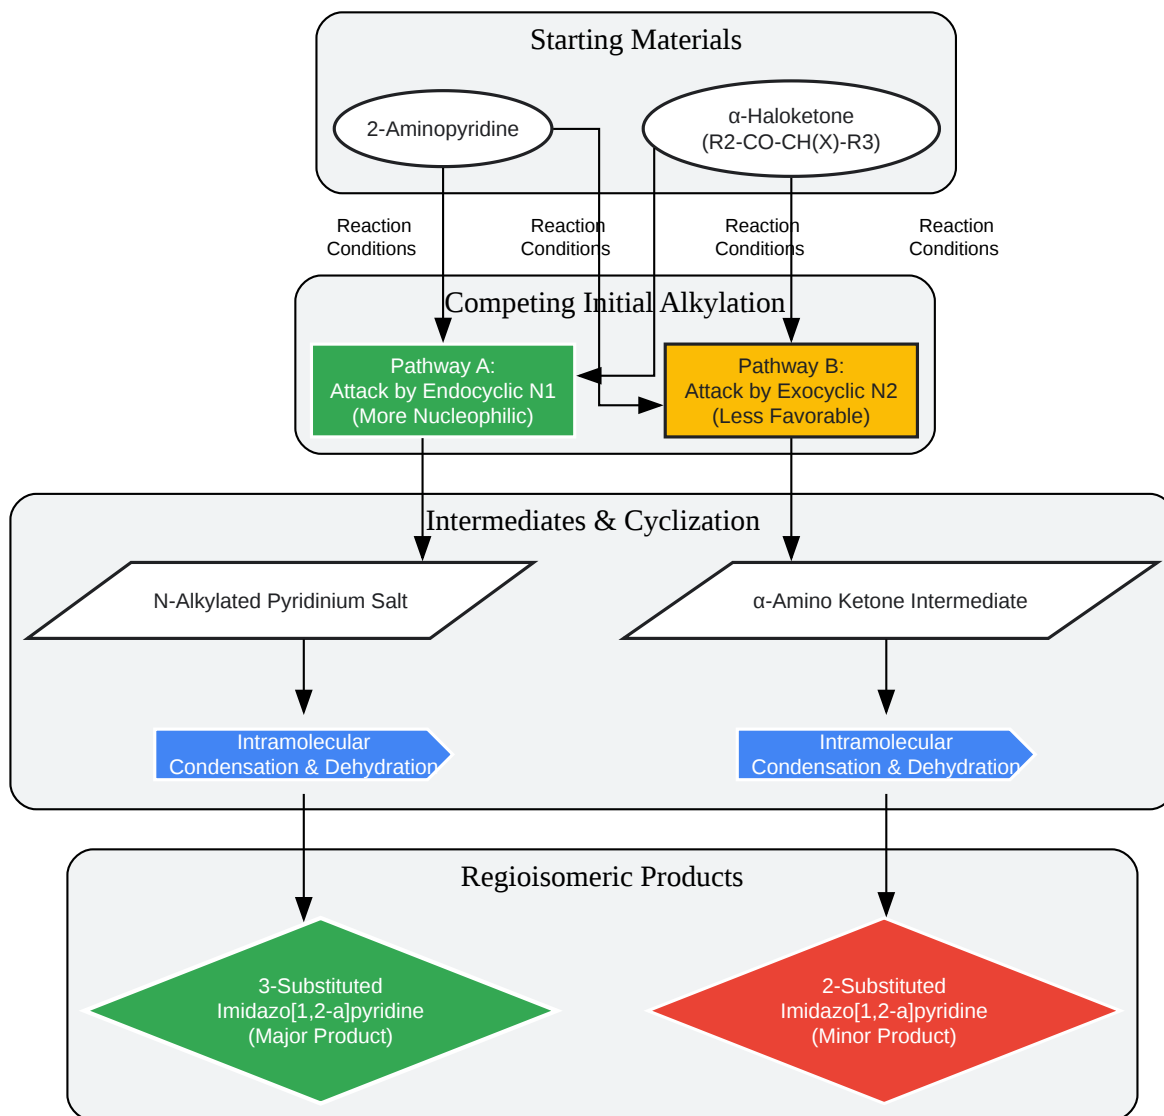 Starting Materials
2-Aminopyridine
α-Haloketone
(R2-CO-CH(X)-R3)
Reaction
Conditions
Reaction
Conditions
Reaction
Conditions
Reaction
Conditions
Competing Initial Alkylation
Pathway A:
Attack by Endocyclic N1
(More Nucleophilic)
Pathway B:
Attack by Exocyclic N2
(Less Favorable)
Intermediates & Cyclization
N-Alkylated Pyridinium Salt
α-Amino Ketone Intermediate
Intramolecular
Condensation & Dehydration
Intramolecular
Condensation & Dehydration
Regioisomeric Products
3-Substituted
Imidazo[1,2-a]pyridine
(Major Product)
2-Substituted
Imidazo[1,2-a]pyridine
(Minor Product)